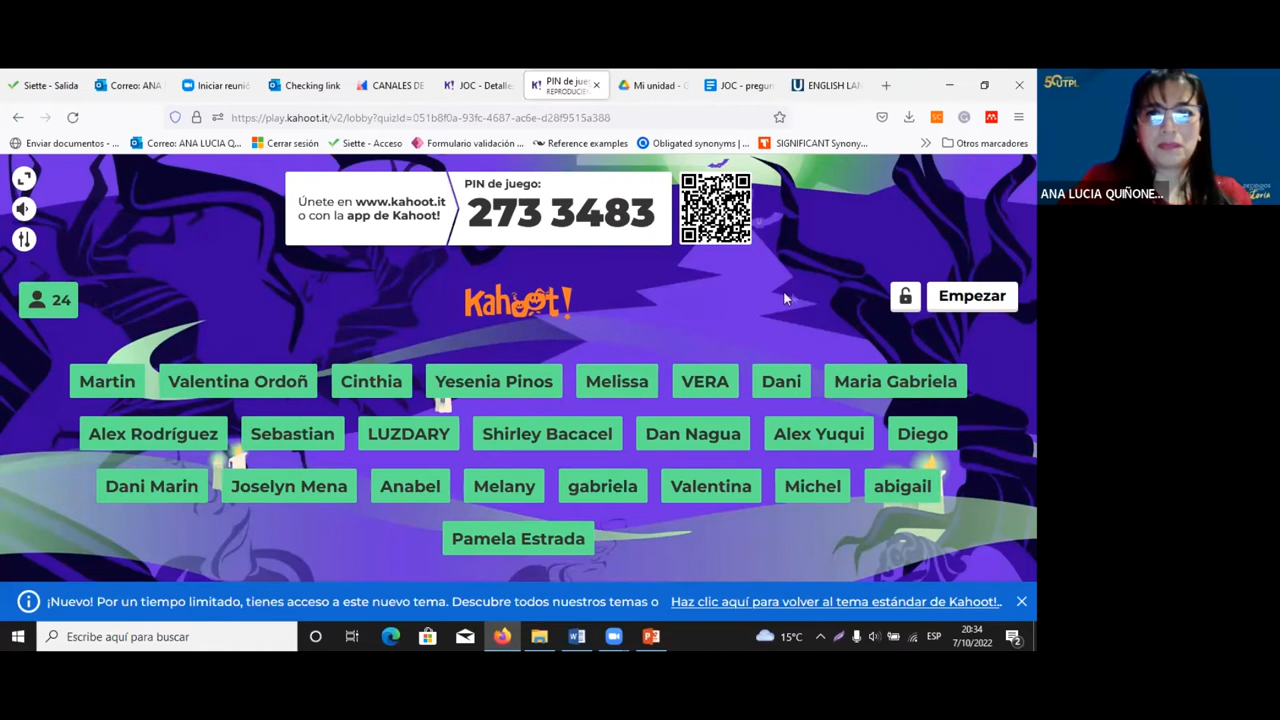 Siette - Salida
Correo: ANA
Iniciar reunió
Checking link
CANALES DE
JOC - Detalle
PIN de jueg
REPRODUCIEN
Mi unidad - G
JOC - pregun
ENGLISH LAN
https://play.kahoot.it/v2/lobby?quizId=051b8f0a-93fc-4687-ac6e-d28f9515a388
Enviar documentos - ...
Correo: ANA LUCIA Q...
Cerrar sesión
Siette - Acceso
Formulario validación ...
Reference examples
Obligated synonyms | ...
SIGNIFICANT Synony...
Otros marcadores
50 UTPL
ANA LUCIA QUIÑONE...
Únete en www.kahoot.it
o con la app de Kahoot!
PIN de juego:
273 3483
24
Kahoot!
Empezar
Martin
Valentina Ordoñ
Cinthia
Yesenia Pinos
Melissa
VERA
Dani
Maria Gabriela
Alex Rodríguez
Sebastian
LUZDARY
Shirley Bacacel
Dan Nagua
Alex Yuqui
Diego
Dani Marin
Joselyn Mena
Anabel
Melany
gabriela
Valentina
Michel
abigail
Pamela Estrada
¡Nuevo! Por un tiempo limitado, tienes acceso a este nuevo tema. Descubre todos nuestros temas o
Haz clic aquí para volver al tema estándar de Kahoot!..
Escribe aquí para buscar
15°C
ESP
20:34
7/10/2022
2